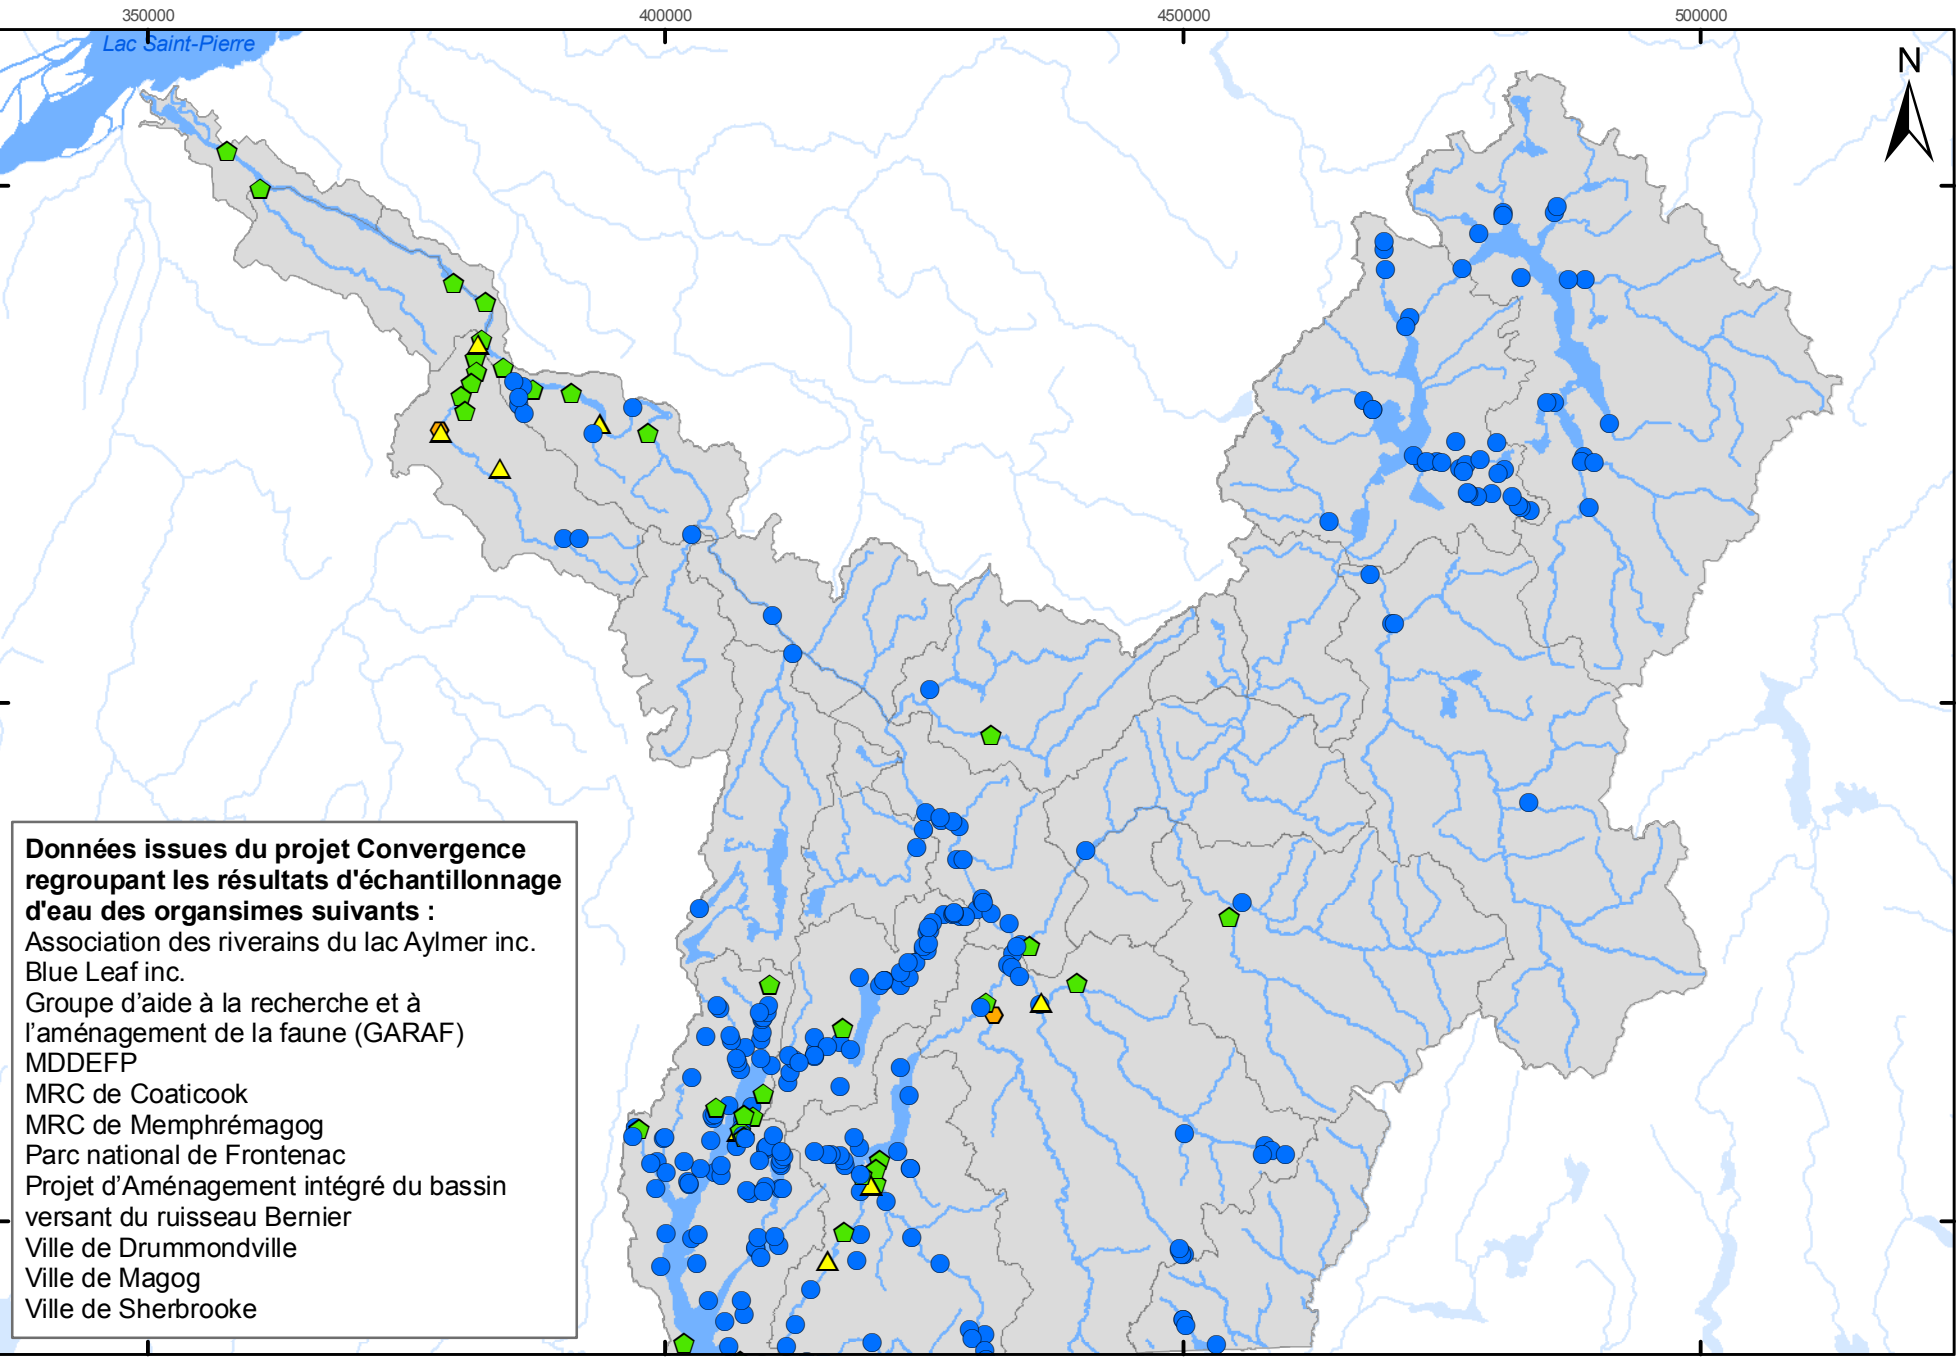 350000
400000
450000
500000
Lac Saint-Pierre
N
Données issues du projet Convergence
regroupant les résultats d'échantillonnage
d'eau des organsimes suivants :
Association des riverains du lac Aylmer inc.
Blue Leaf inc.
Groupe d’aide à la recherche et à
l’aménagement de la faune (GARAF)
MDDEFP
MRC de Coaticook
MRC de Memphrémagog
Parc national de Frontenac
Projet d’Aménagement intégré du bassin
versant du ruisseau Bernier
Ville de Drummondville
Ville de Magog
Ville de Sherbrooke